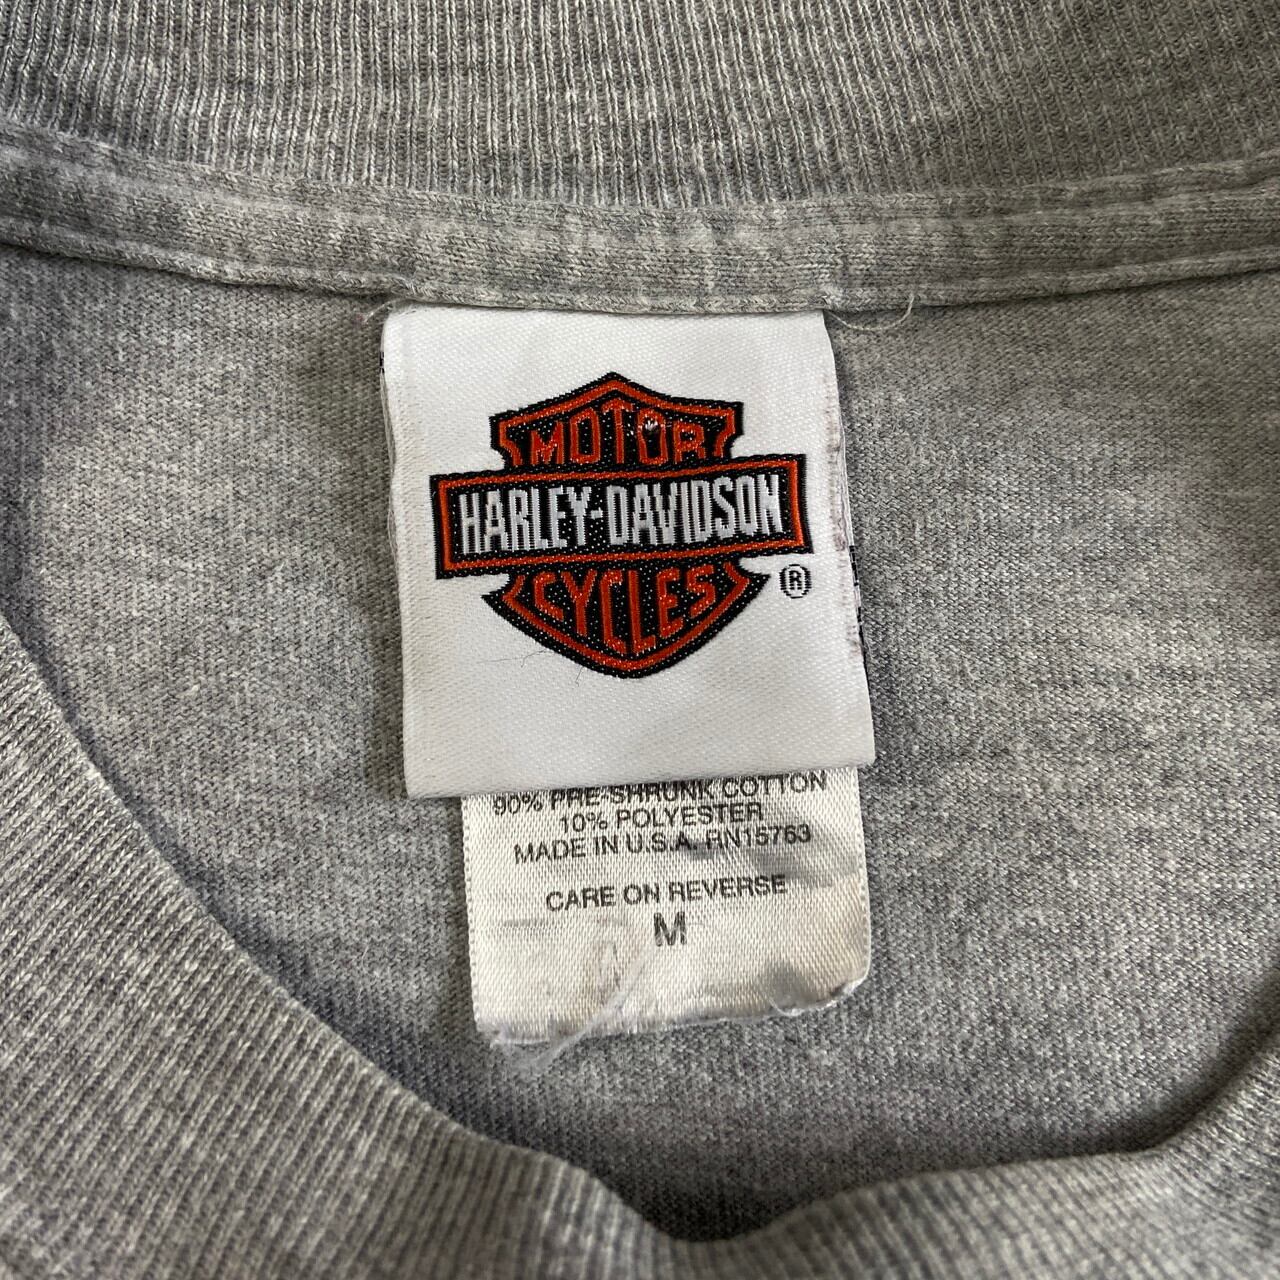 MOTOR
HARLEY-DAVIDSON
CYCLES
®
90% PRE-SHRUNK COTTON
10% POLYESTER
MADE IN U.S.A. RN15763
CARE ON REVERSE
M